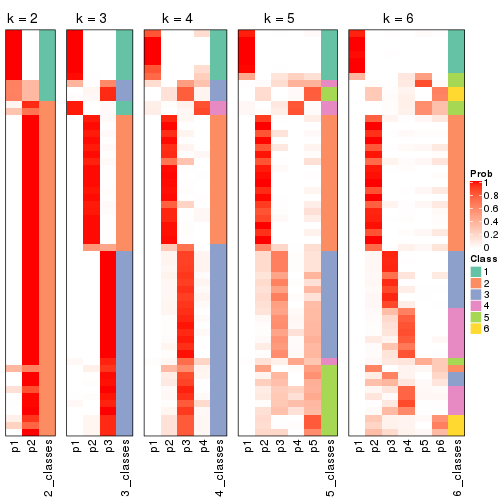 k = 2
k = 3
k = 4
k = 5
k = 6
p1
p2
2_classes
p1
p2
p3
3_classes
p1
p2
p3
p4
4_classes
p1
p2
p3
p4
p5
5_classes
p1
p2
p3
p4
p5
p6
6_classes
Prob
1
0.8
0.6
0.4
0.2
0
Class
1
2
3
4
5
6